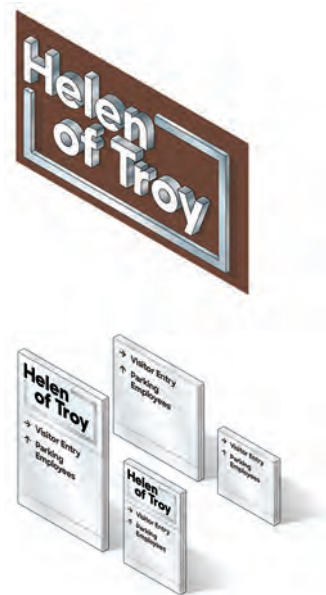 Helen
of Troy
Helen
of Troy
→ Visitor Entry
↑ Parking
Employees
→ Visitor Entry
↑ Parking
Employees
Helen
of Troy
→ Visitor Entry
↑ Parking
Employees
→ Visitor Entry
↑ Parking
Employees